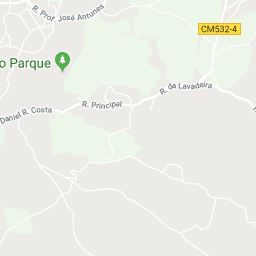 R. Prof. José Antunes
CM532-4
o Parque
R. da Lavadeira
R. Principal
Daniel R. Costa